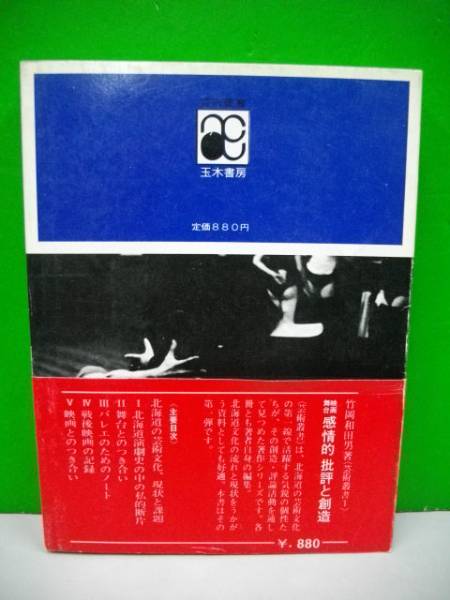 玉木書房
定価880円
竹岡和田男著〈芸術叢書1〉
映画
舞台
感情的批評と創造
〈芸術叢書〉は、北海道の芸術文化
の第一線で活躍する気鋭の個性た
ちが、その創造・評論活動を通し
て見つめた著作シリーズです。各
冊とも著者自身の編集。
北海道文化の流れと現状をうかが
う資料としても好適。本書はその
第一弾です。
〈主要目次〉
北海道の芸術文化、現状と課題
Ⅰ 北海道演劇史の中の私的断片
Ⅱ 舞台とのつき合い
Ⅲ バレエのためのノート
Ⅳ 戦後映画の記録
Ⅴ 映画とのつき合い
¥. 880